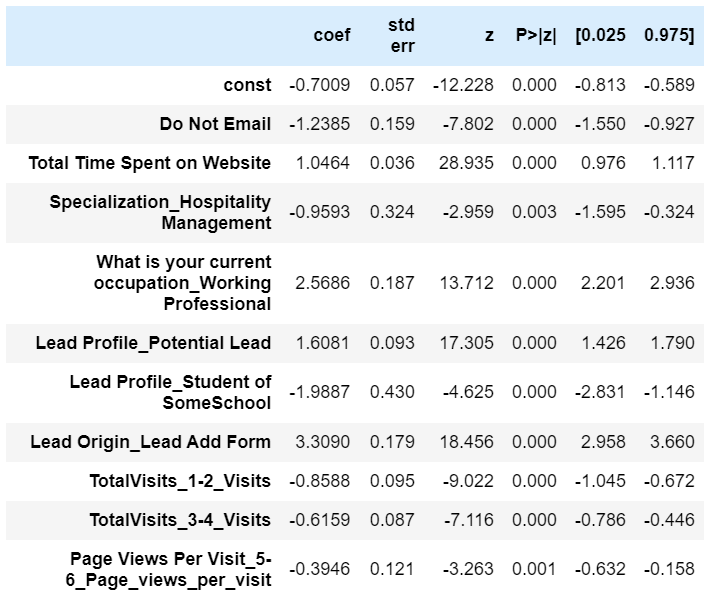 coef std err z P>|z| [0.025 0.975]
const -0.7009 0.057 -12.228 0.000 -0.813 -0.589
Do Not Email -1.2385 0.159 -7.802 0.000 -1.550 -0.927
Total Time Spent on Website 1.0464 0.036 28.935 0.000 0.976 1.117
Specialization_Hospitality
Management -0.9593 0.324 -2.959 0.003 -1.595 -0.324
What is your current
occupation_Working
Professional 2.5686 0.187 13.712 0.000 2.201 2.936
Lead Profile_Potential Lead 1.6081 0.093 17.305 0.000 1.426 1.790
Lead Profile_Student of
SomeSchool -1.9887 0.430 -4.625 0.000 -2.831 -1.146
Lead Origin_Lead Add Form 3.3090 0.179 18.456 0.000 2.958 3.660
TotalVisits_1-2_Visits -0.8588 0.095 -9.022 0.000 -1.045 -0.672
TotalVisits_3-4_Visits -0.6159 0.087 -7.116 0.000 -0.786 -0.446
Page Views Per Visit_5-
6_Page_views_per_visit -0.3946 0.121 -3.263 0.001 -0.632 -0.158